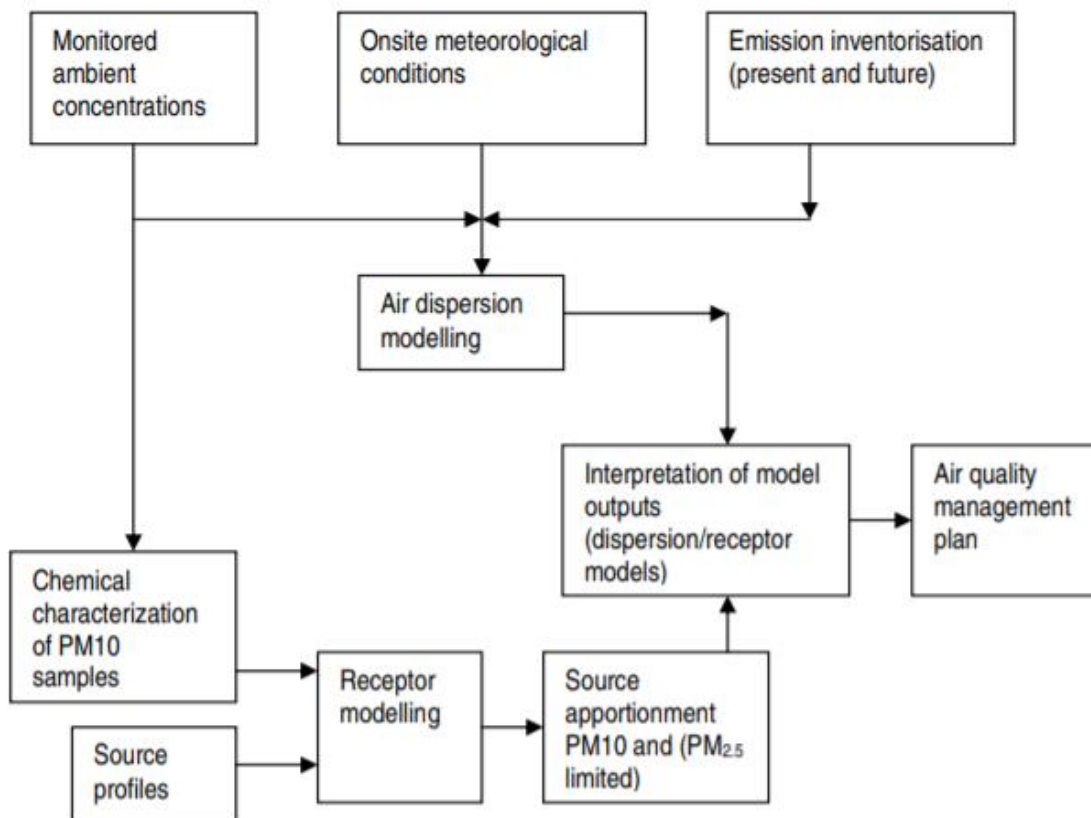 Monitored
ambient
concentrations
Onsite meteorological
conditions
Emission inventorisation
(present and future)
Air dispersion
modelling
Interpretation of model
outputs
(dispersion/receptor
models)
Air quality
management
plan
Chemical
characterization
of PM10
samples
Receptor
modelling
Source
apportionment
PM10 and (PM2.5
limited)
Source
profiles